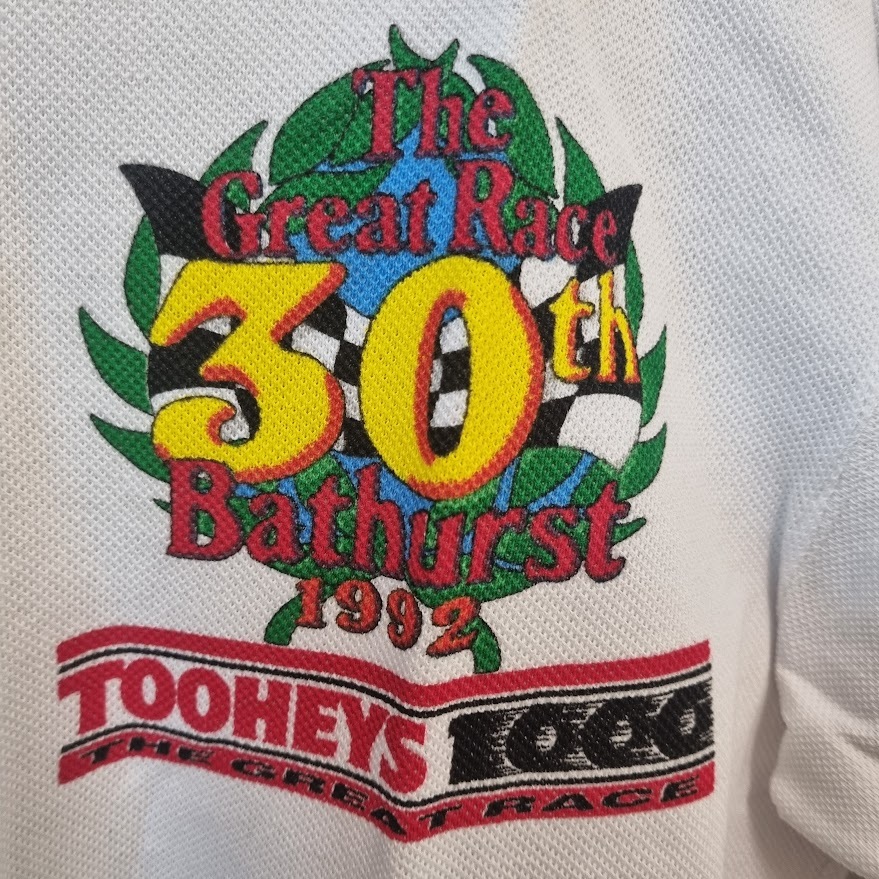 The
Great Race
30th
Bathurst
1992
TOOHEYS 1000
THE GREAT RACE